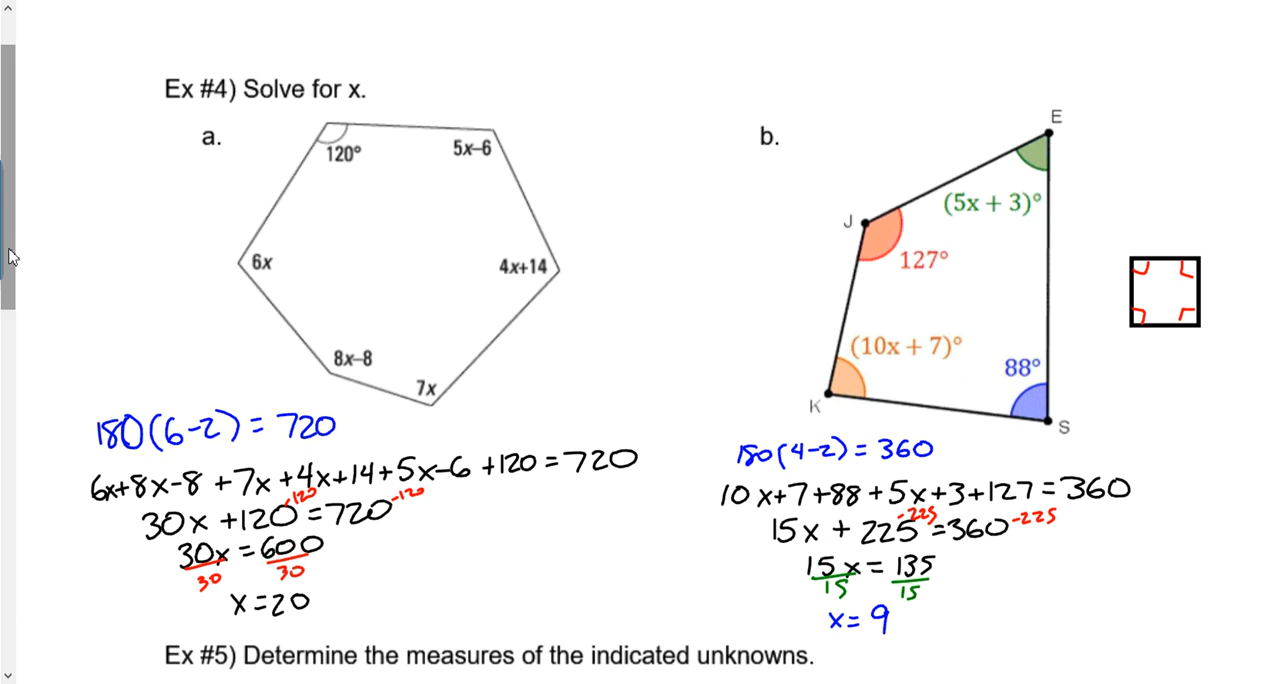 Ex #4) Solve for x.
a.
120°
5x–6
6x
4x+14
8x–8
7x
180(6-2) = 720
6x+8x-8 +7x+4x+14+5x-6 +120=720
-120
-120
30x +120 =720
30x = 600
30
30
x=20
b.
E
(5x + 3)°
J
127°
(10x + 7)°
88°
K
S
180(4-2)=360
10x+7+88+5x+3+127=360
-225
-225
15x + 225 =360
15x = 135
15
15
x= 9
Ex #5) Determine the measures of the indicated unknowns.